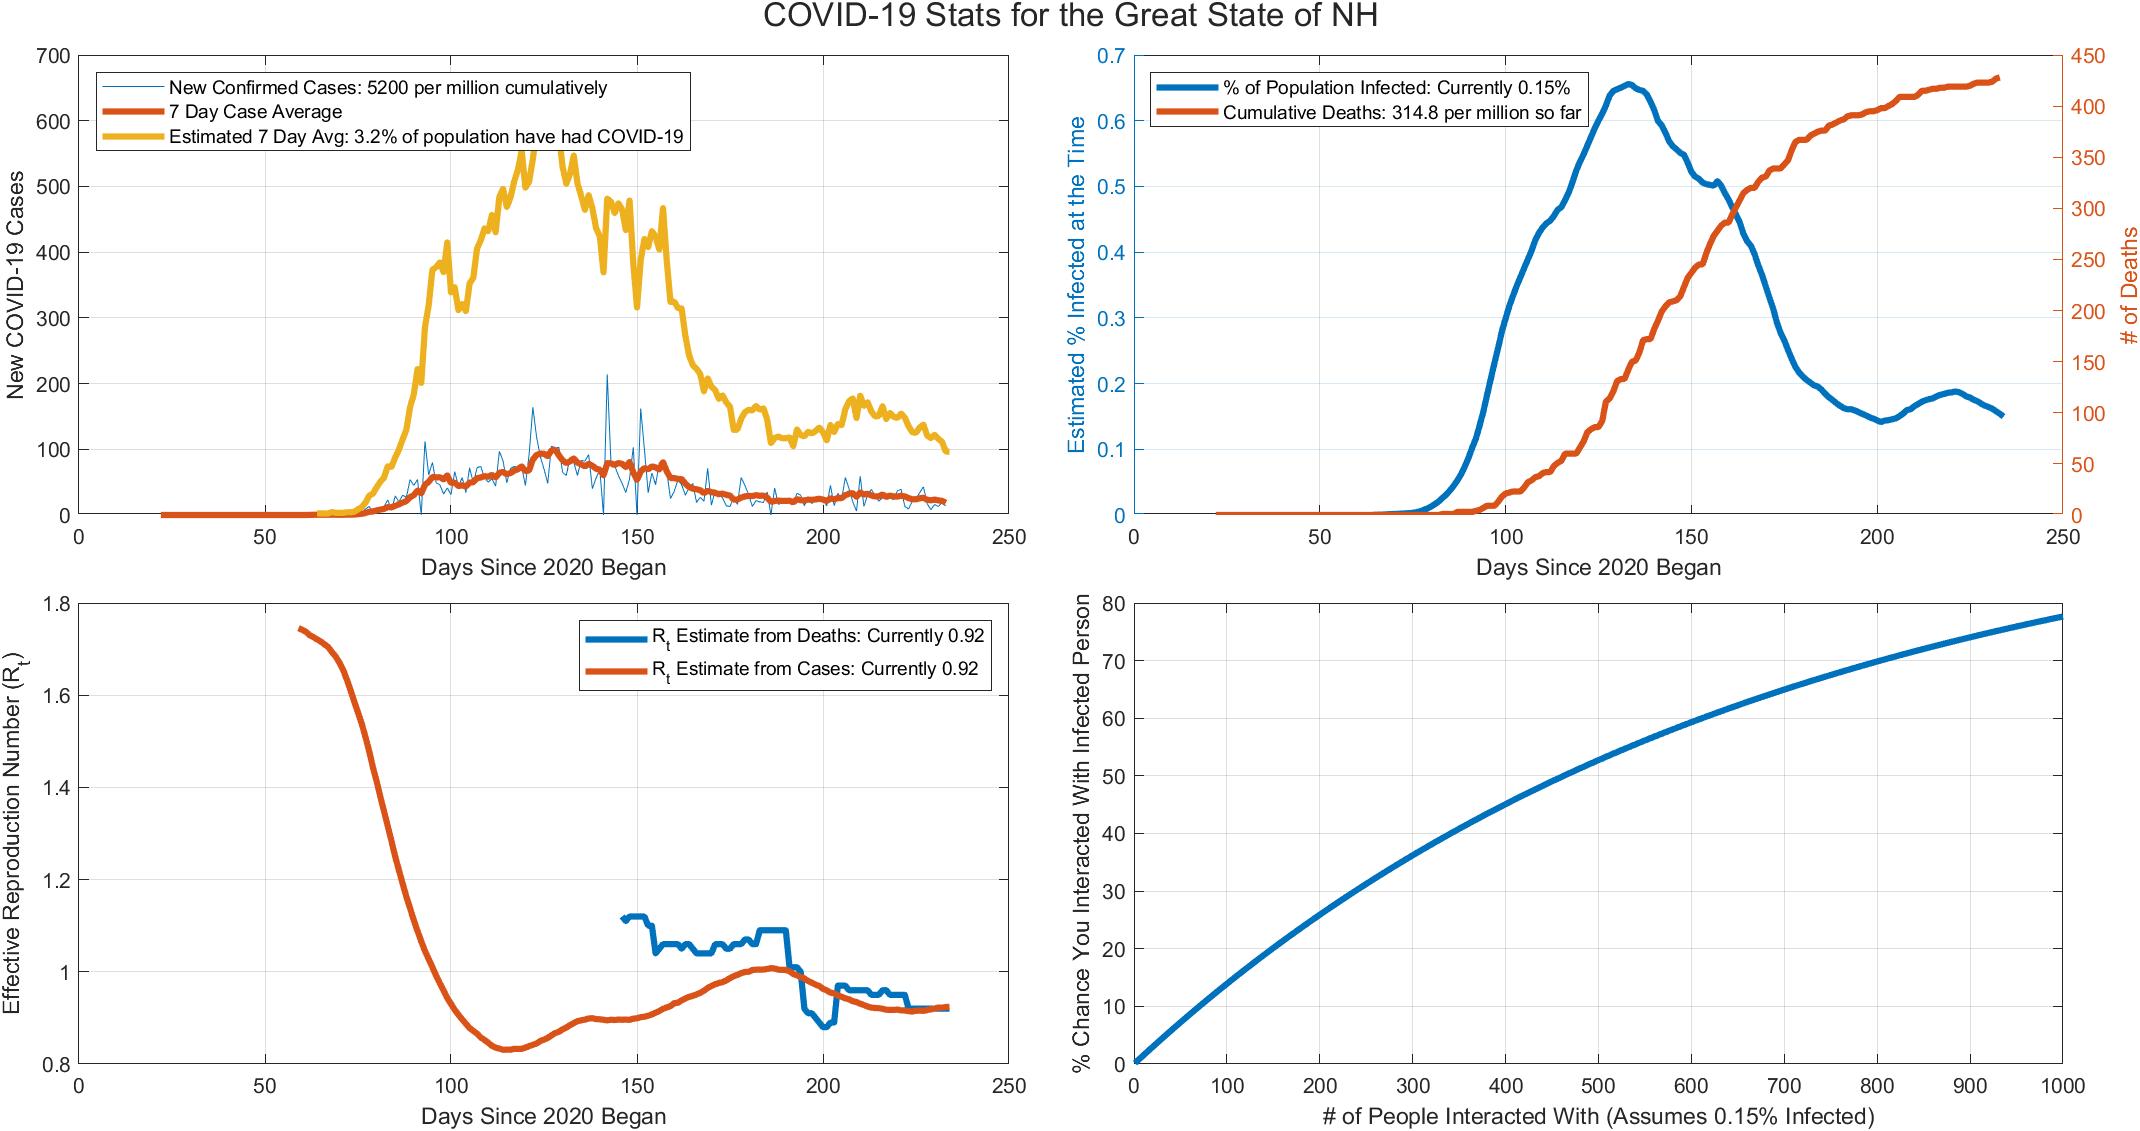 COVID-19 Stats for the Great State of NH
New COVID-19 Cases
700
600
500
400
300
200
100
0
New Confirmed Cases: 5200 per million cumulatively
7 Day Case Average
Estimated 7 Day Avg: 3.2% of population have had COVID-19
0 50 100 150 200 250
Days Since 2020 Began
Estimated % Infected at the Time
0.7
0.6
0.5
0.4
0.3
0.2
0.1
0
% of Population Infected: Currently 0.15%
Cumulative Deaths: 314.8 per million so far
450
400
350
300
250
200
150
100
50
0
# of Deaths
0 50 100 150 200 250
Days Since 2020 Began
Effective Reproduction Number (Rt)
1.8
1.6
1.4
1.2
1
0.8
Rt Estimate from Deaths: Currently 0.92
Rt Estimate from Cases: Currently 0.92
0 50 100 150 200 250
Days Since 2020 Began
% Chance You Interacted With Infected Person
80
70
60
50
40
30
20
10
0
0 100 200 300 400 500 600 700 800 900 1000
# of People Interacted With (Assumes 0.15% Infected)